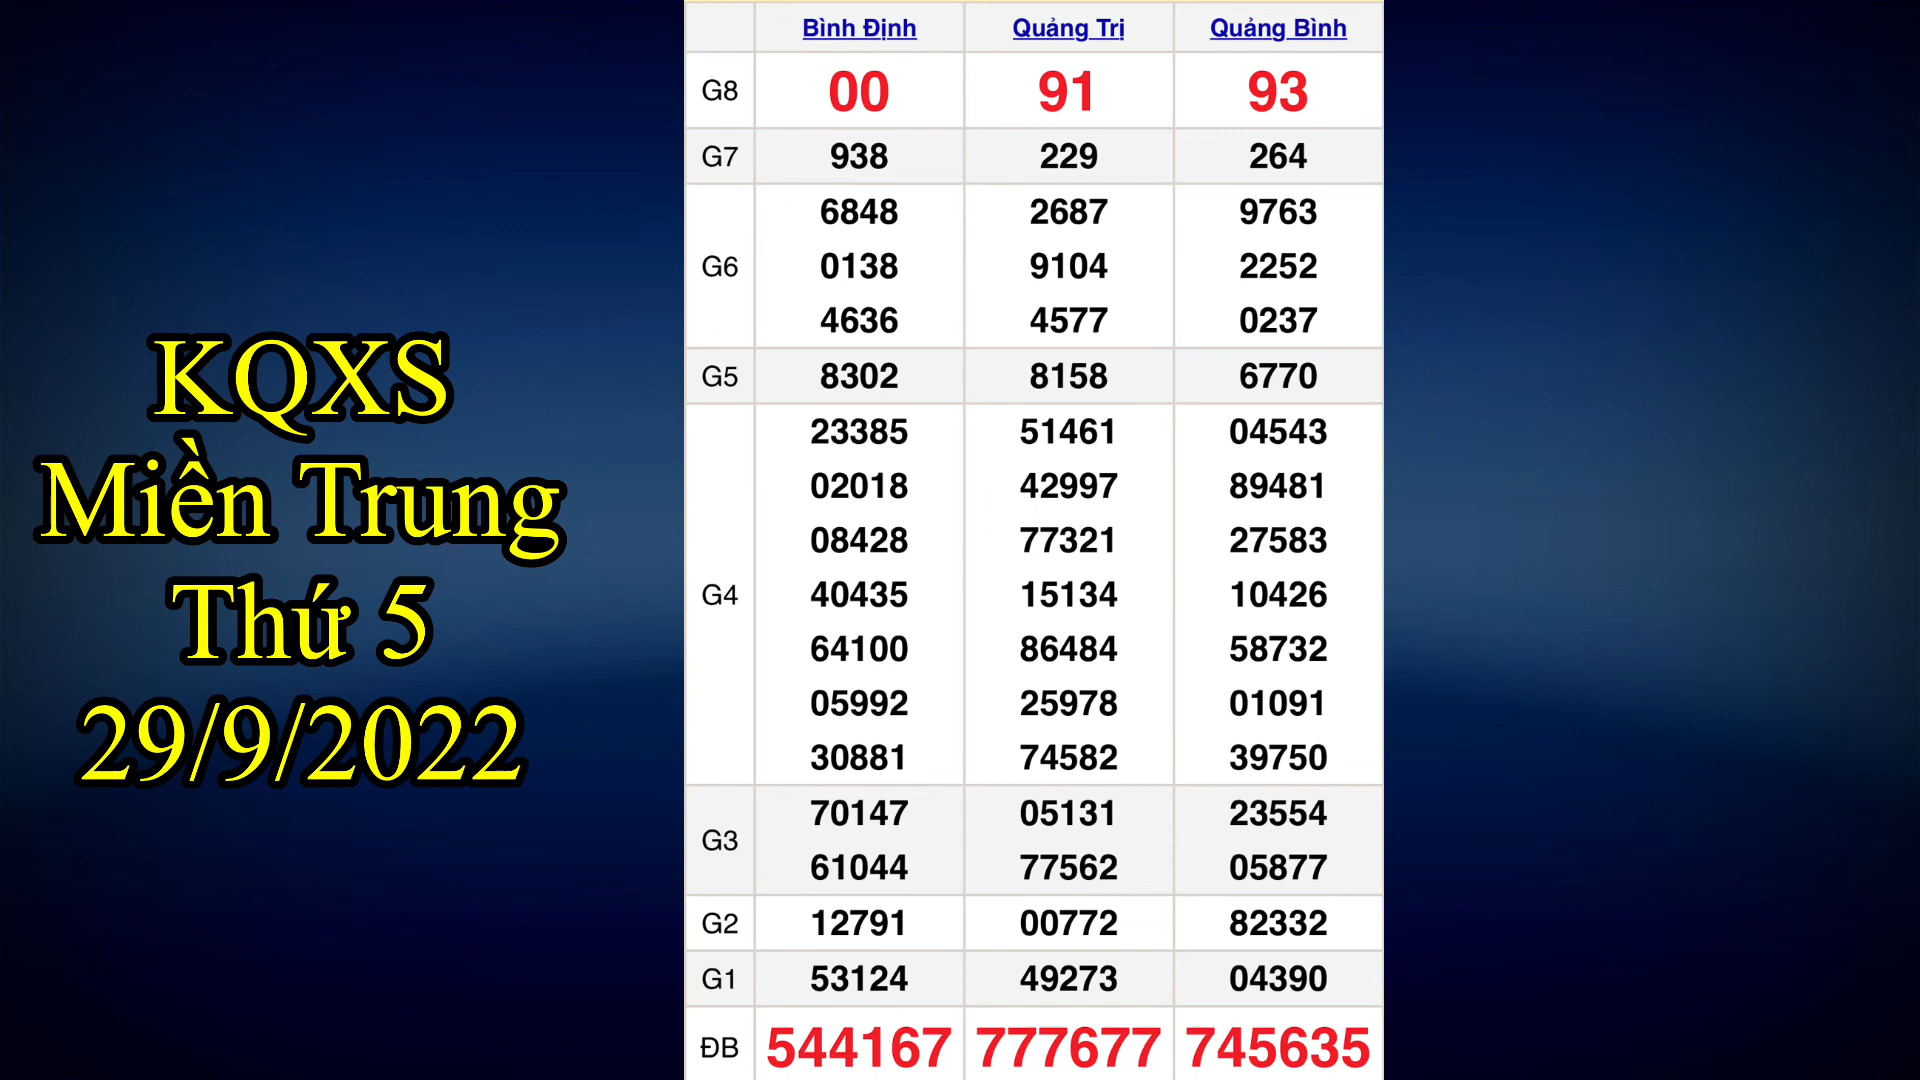 KQXS
Miền Trung
Thứ 5
29/9/2022
Bình Định Quảng Trị Quảng Bình
G8 00 91 93
G7 938 229 264
6848 2687 9763
G6 0138 9104 2252
4636 4577 0237
G5 8302 8158 6770
23385 51461 04543
02018 42997 89481
08428 77321 27583
G4 40435 15134 10426
64100 86484 58732
05992 25978 01091
30881 74582 39750
G3 70147 05131 23554
61044 77562 05877
G2 12791 00772 82332
G1 53124 49273 04390
ĐB 544167 777677 745635